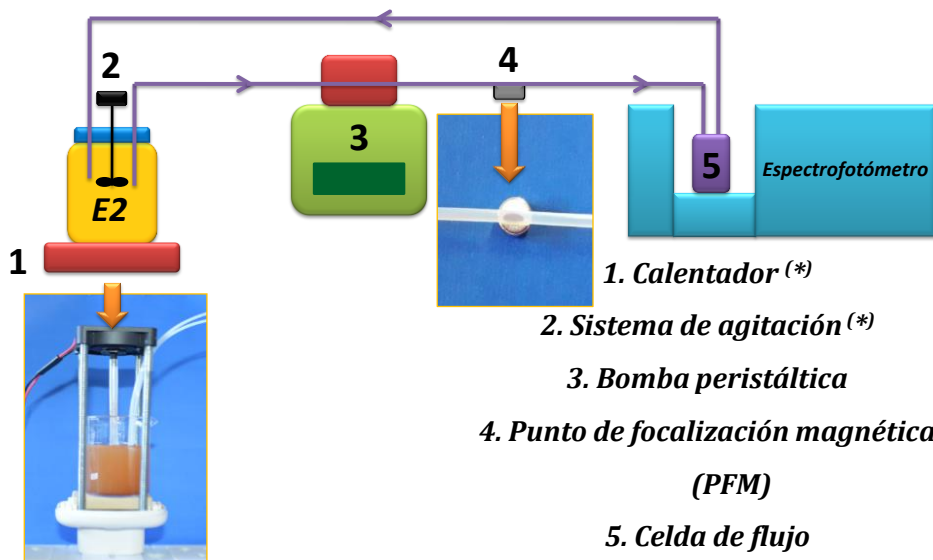 2
4
3
5
Espectrofotómetro
E2
1
1. Calentador (*)
2. Sistema de agitación (*)
3. Bomba peristáltica
4. Punto de focalización magnética
(PFM)
5. Celda de flujo